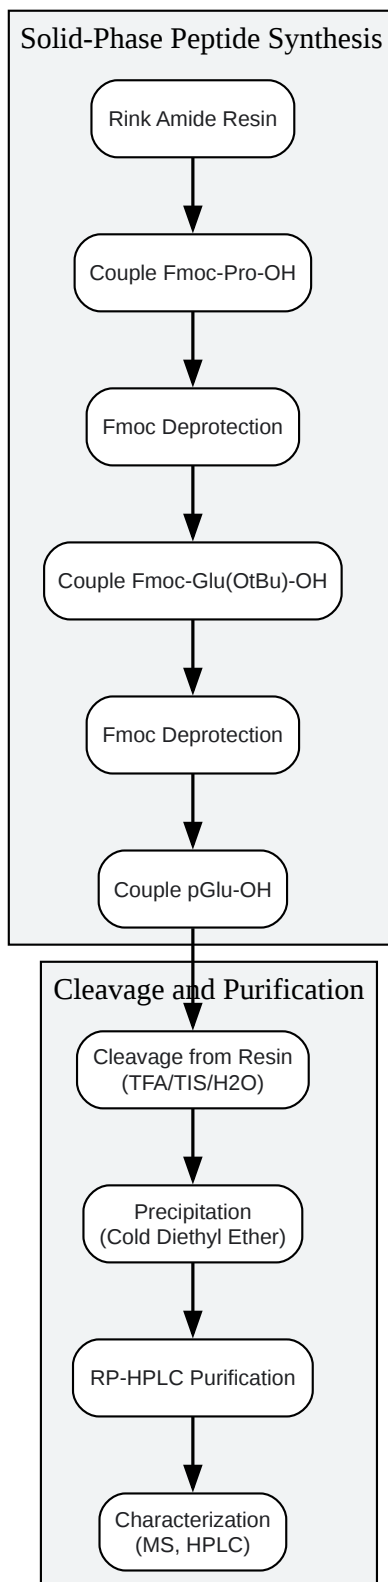 Solid-Phase Peptide Synthesis
Rink Amide Resin
Couple Fmoc-Pro-OH
Fmoc Deprotection
Couple Fmoc-Glu(OtBu)-OH
Fmoc Deprotection
Couple pGlu-OH
Cleavage and Purification
Cleavage from Resin
(TFA/TIS/H2O)
Precipitation
(Cold Diethyl Ether)
RP-HPLC Purification
Characterization
(MS, HPLC)